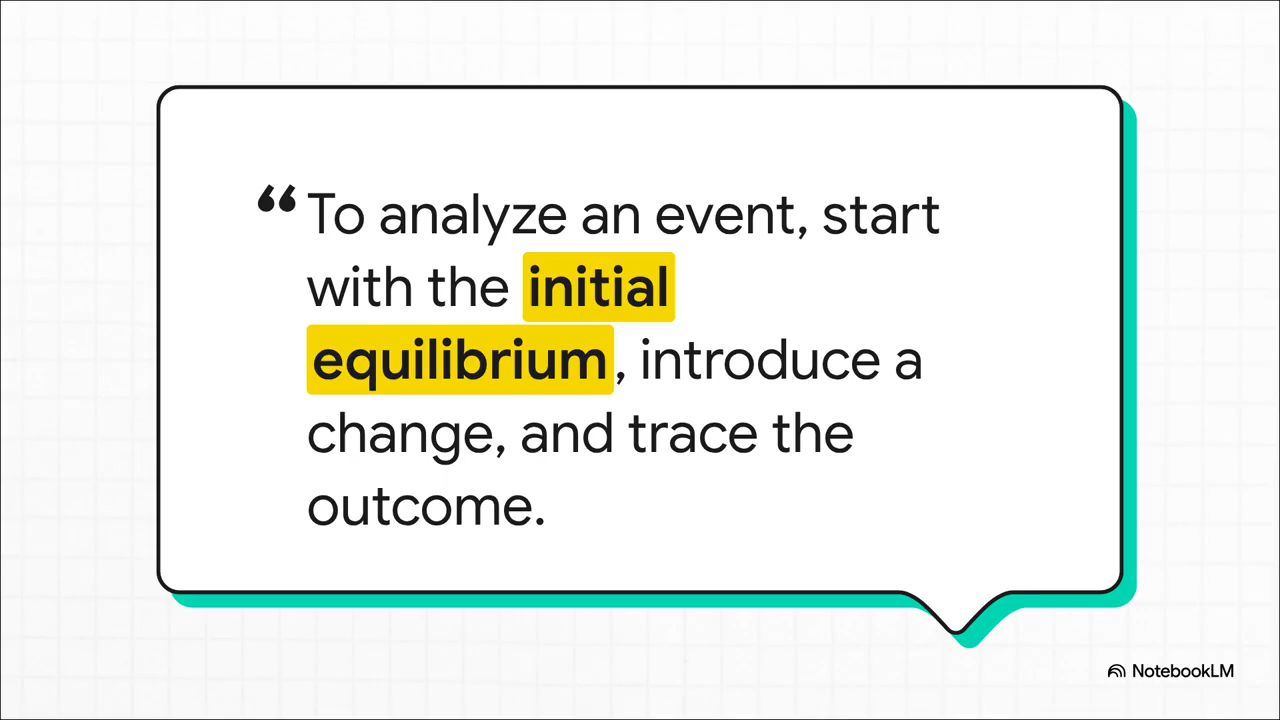 “To analyze an event, start
with the initial
equilibrium, introduce a
change, and trace the
outcome.
NotebookLM